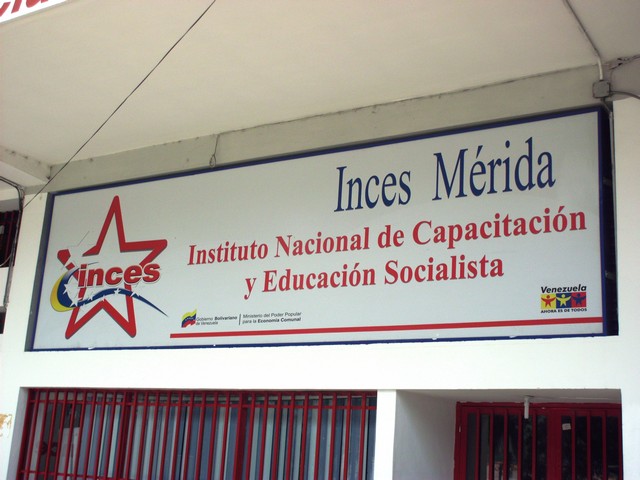 Inces Mérida
Instituto Nacional de Capacitación
y Educación Socialista
inces
Gobierno Bolivariano
de Venezuela
Ministerio del Poder Popular
para la Economía Comunal
Venezuela
AHORA ES DE TODOS